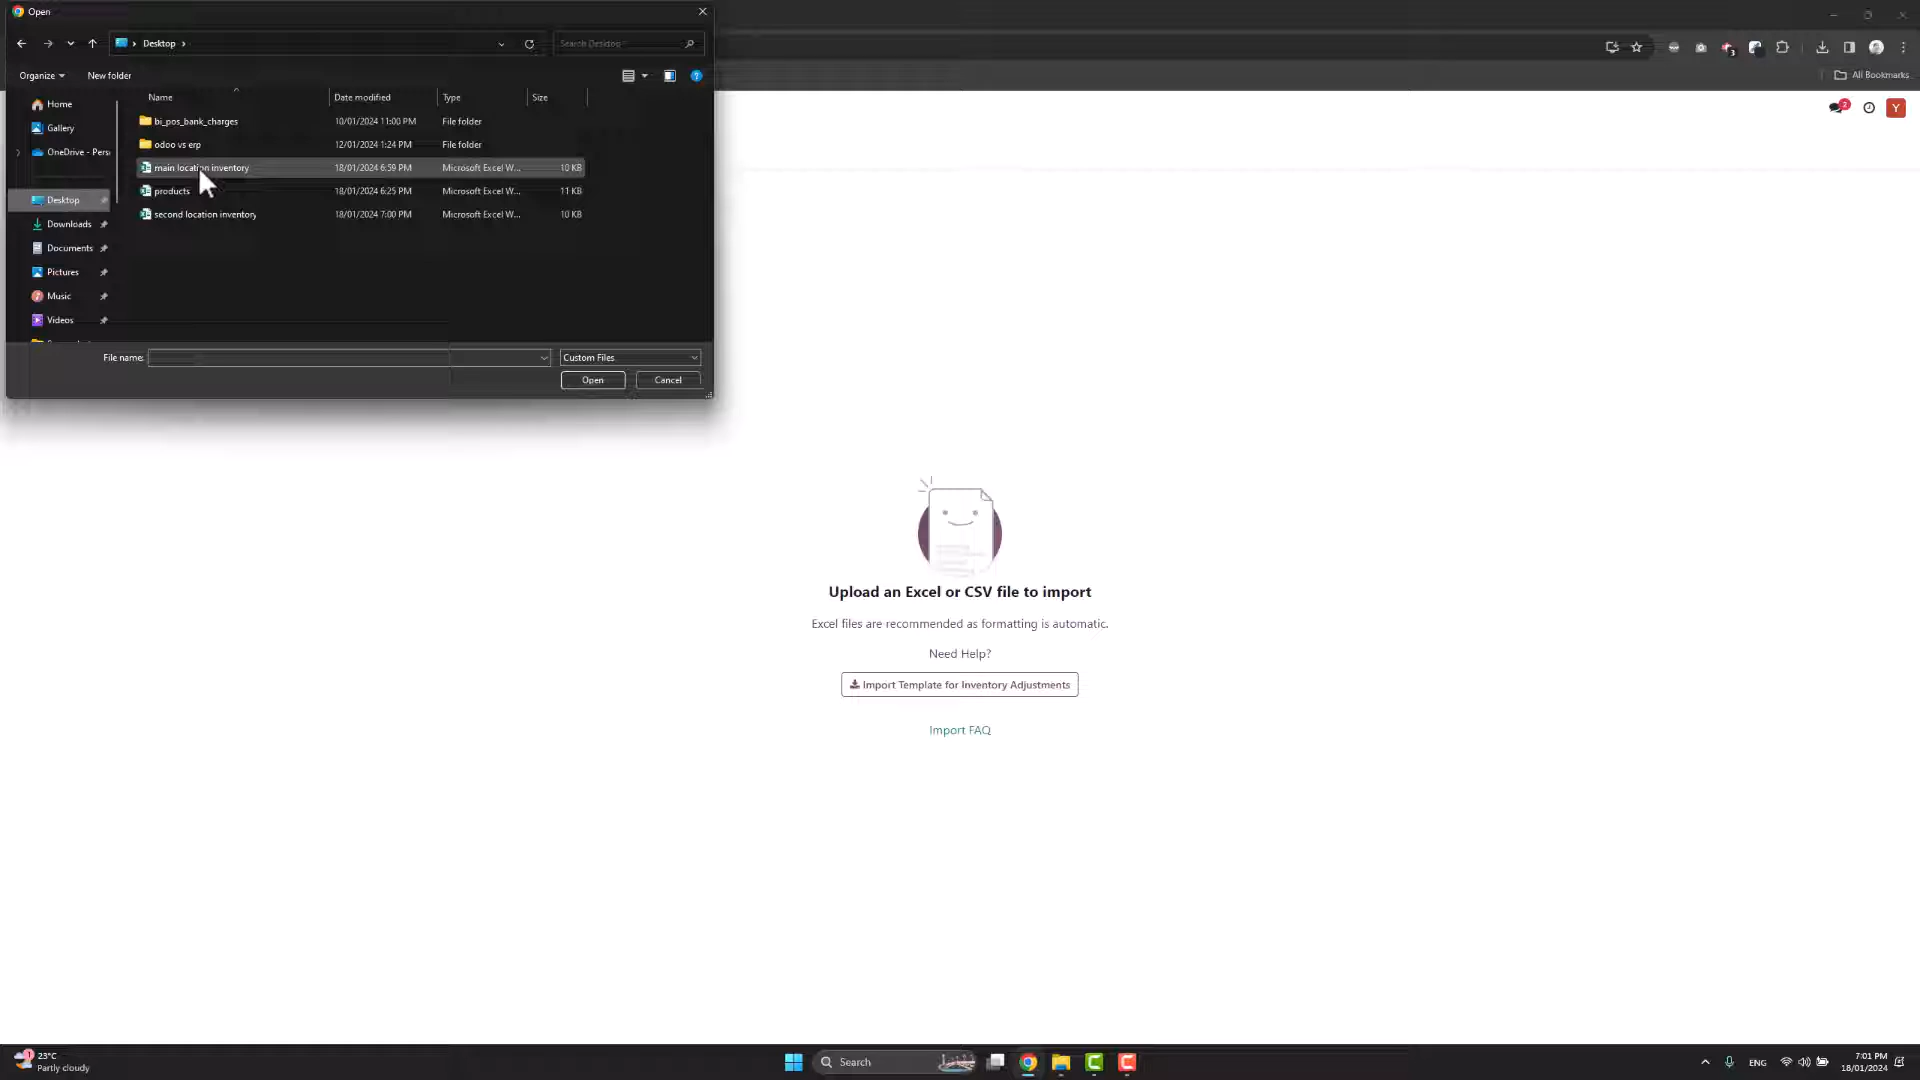 Open
Desktop
Search Desktop
Organize
New folder
Name
Date modified
Type
Size
Home
Gallery
OneDrive - Pers
Desktop
Downloads
Documents
Pictures
Music
Videos
bi_pos_bank_charges
10/01/2024 11:00 PM
File folder
odoo vs erp
12/01/2024 1:24 PM
File folder
main location inventory
18/01/2024 6:59 PM
Microsoft Excel W...
10 KB
products
18/01/2024 6:25 PM
Microsoft Excel W...
11 KB
second location inventory
18/01/2024 7:00 PM
Microsoft Excel W...
10 KB
File name:
Custom Files
Open
Cancel
All Bookmarks
3
2
Y
Upload an Excel or CSV file to import
Excel files are recommended as formatting is automatic.
Need Help?
Import Template for Inventory Adjustments
Import FAQ
1
23°C
Partly cloudy
Search
ENG
7:01 PM
18/01/2024